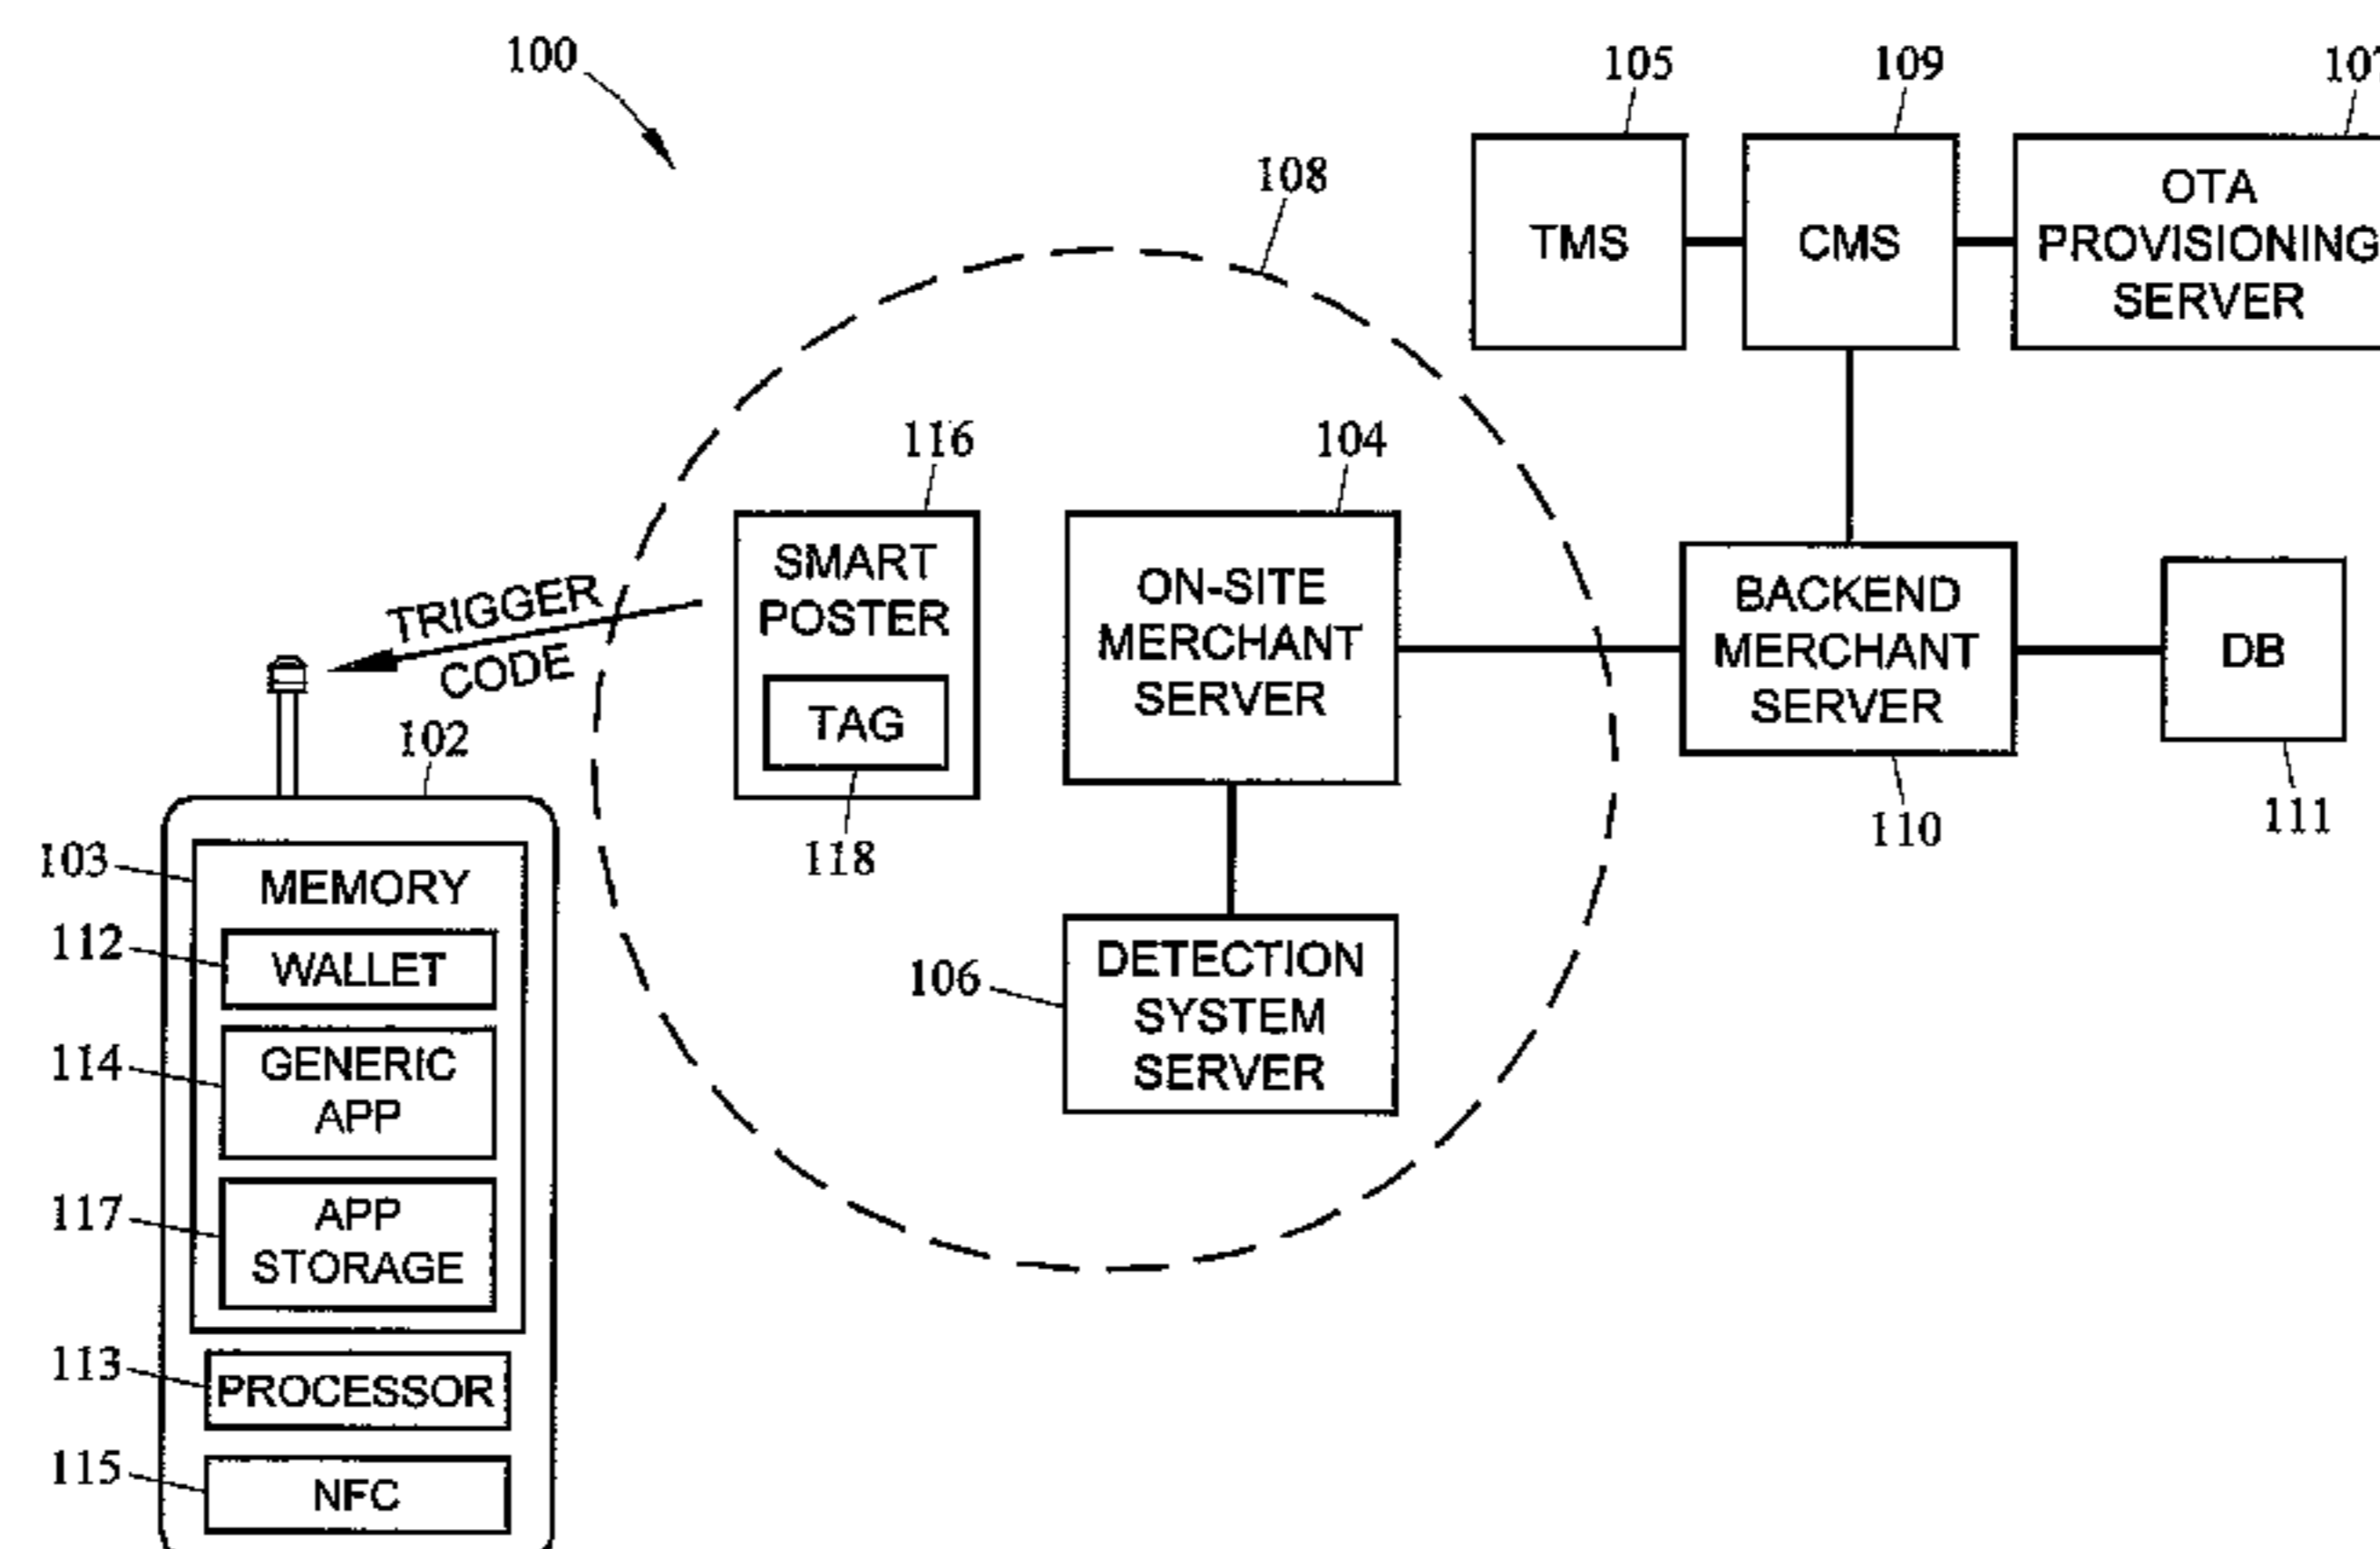 100
105
109
108
TMS
CMS
OTA
PROVISIONING
SERVER
116
104
SMART
POSTER
TAG
118
ON-SITE
MERCHANT
SERVER
BACKEND
MERCHANT
SERVER
110
DB
111
TRIGGER
CODE
102
103
MEMORY
112
WALLET
114
GENERIC
APP
117
APP
STORAGE
113
PROCESSOR
115
NFC
106
DETECTION
SYSTEM
SERVER